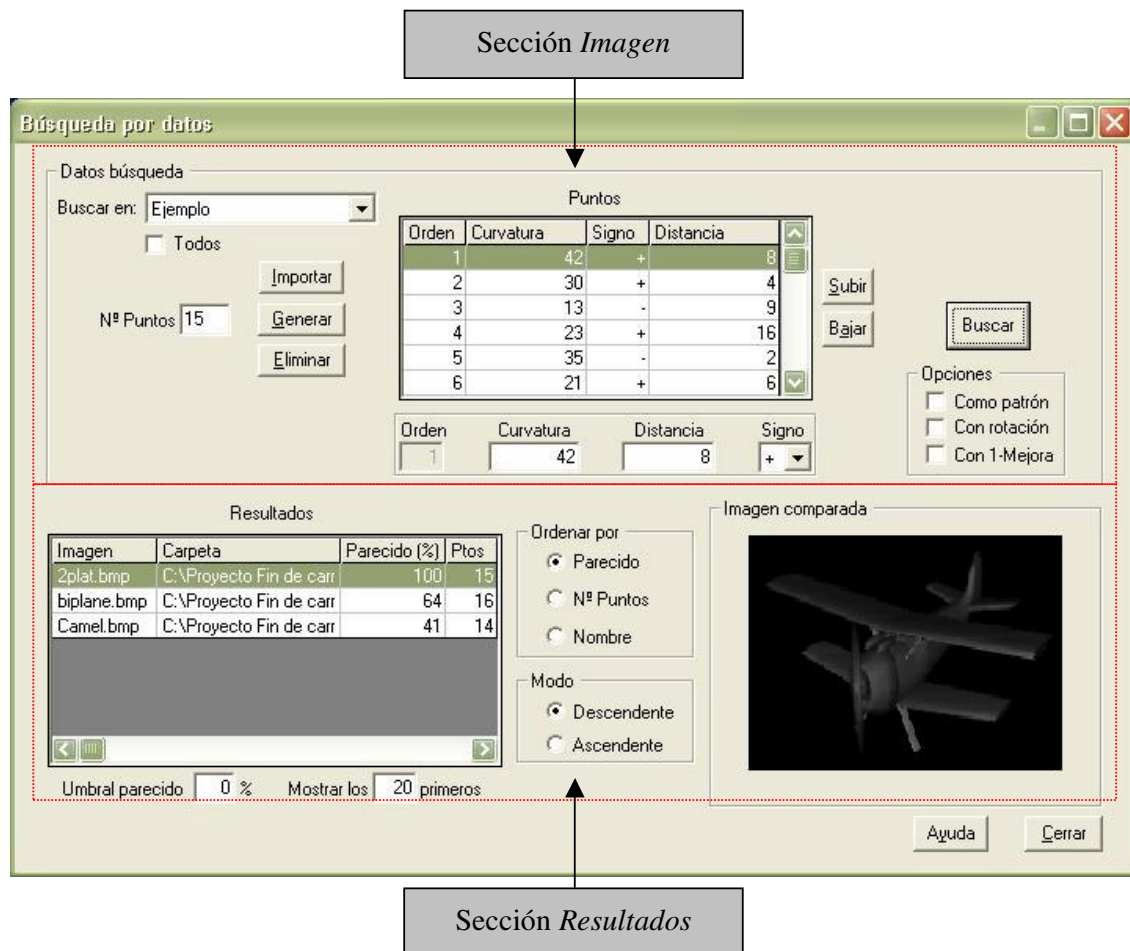 Sección Imagen
Búsqueda por datos
Datos búsqueda
Buscar en: Ejemplo
Todos
Importar
Nº Puntos 15
Generar
Eliminar
Puntos
Orden Curvatura Signo Distancia
1 42 + 8
2 30 + 4
3 13 - 9
4 23 + 16
5 35 - 2
6 21 + 6
Subir
Bajar
Orden Curvatura Distancia Signo
1 42 8 +
Buscar
Opciones
Como patrón
Con rotación
Con 1-Mejora
Resultados
Imagen Carpeta Parecido (%) Ptos
2plat.bmp C:\Proyecto Fin de carr 100 15
biplane.bmp C:\Proyecto Fin de carr 64 16
Camel.bmp C:\Proyecto Fin de carr 41 14
Umbral parecido 0 % Mostrar los 20 primeros
Ordenar por
Parecido
Nº Puntos
Nombre
Modo
Descendente
Ascendente
Imagen comparada
Ayuda Cerrar
Sección Resultados